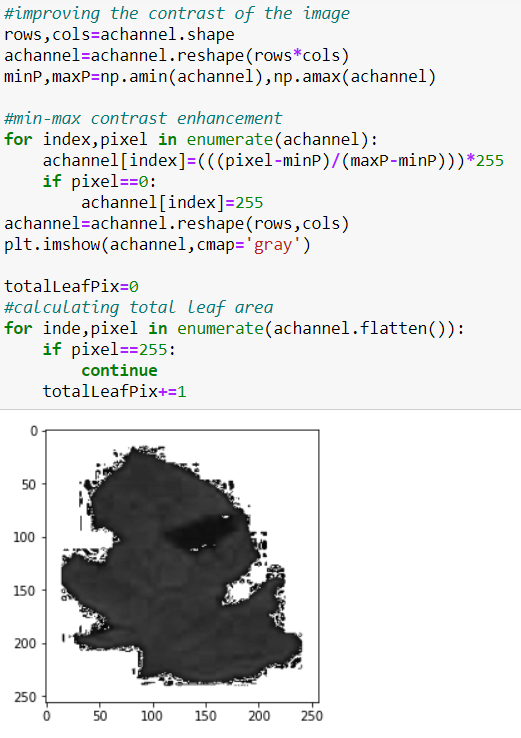 #improving the contrast of the image
rows,cols=achannel.shape
achannel=achannel.reshape(rows*cols)
minP,maxP=np.amin(achannel),np.amax(achannel)
#min-max contrast enhancement
for index,pixel in enumerate(achannel):
    achannel[index]=(((pixel-minP)/(maxP-minP)))*255
    if pixel==0:
        achannel[index]=255
achannel=achannel.reshape(rows,cols)
plt.imshow(achannel,cmap='gray')
totalLeafPix=0
#calculating total leaf area
for inde,pixel in enumerate(achannel.flatten()):
    if pixel==255:
        continue
    totalLeafPix+=1
0
50
100
150
200
250
0 50 100 150 200 250